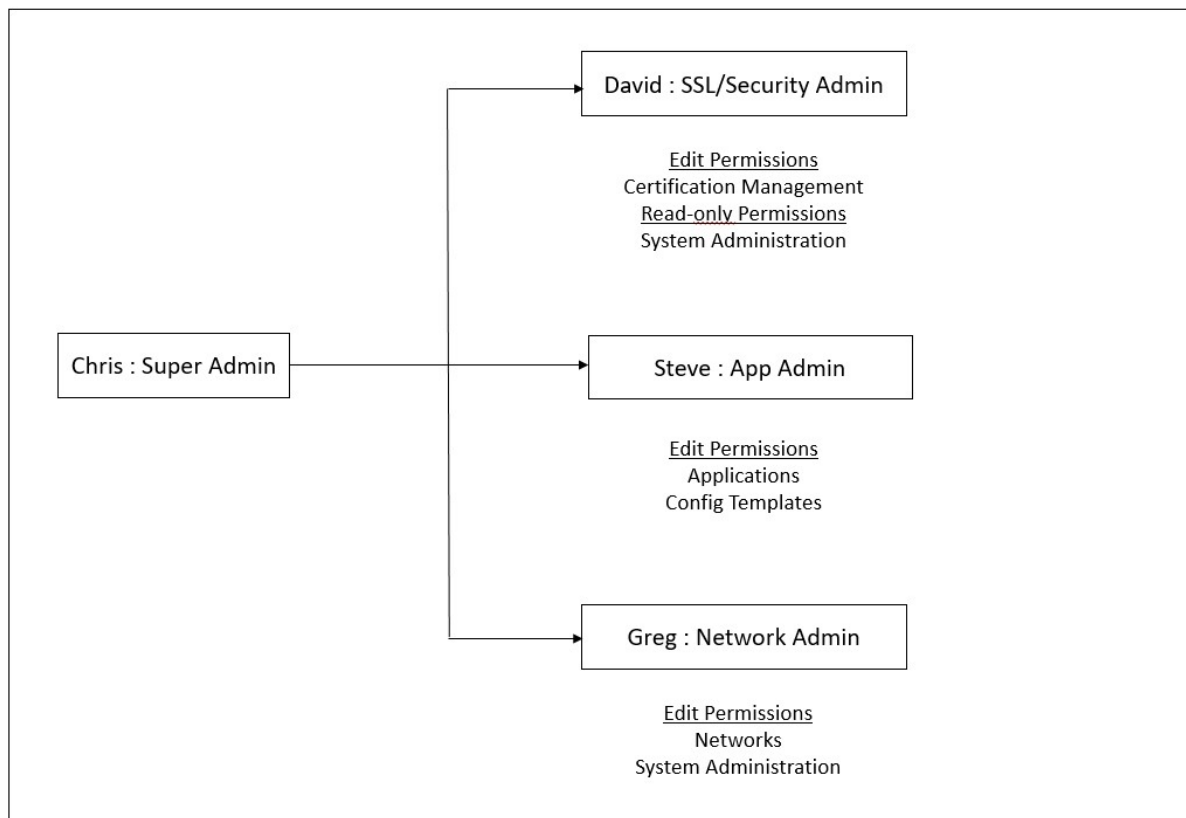 David : SSL/Security Admin
Edit Permissions
Certification Management
Read-only Permissions
System Administration
Chris : Super Admin
Steve : App Admin
Edit Permissions
Applications
Config Templates
Greg : Network Admin
Edit Permissions
Networks
System Administration